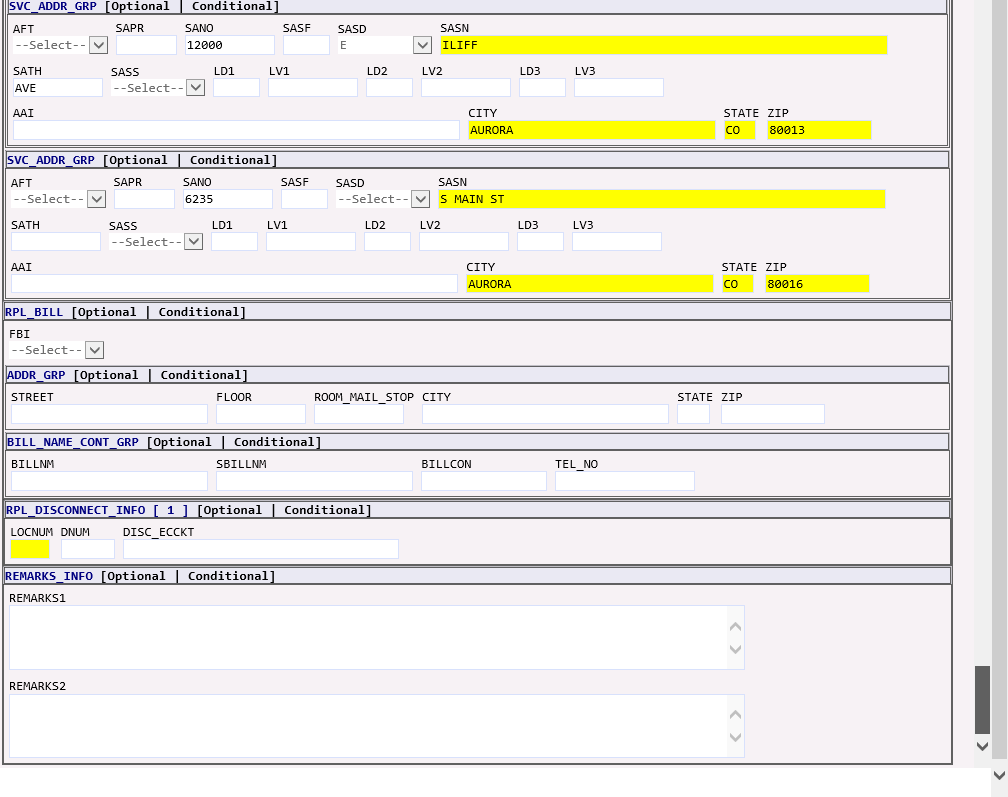 SVC_ADDR_GRP [Optional | Conditional]
AFT SAPR SANO SASF SASD SASN
--Select-- 12000 E ILIFF
SATH SASS LD1 LV1 LD2 LV2 LD3 LV3
AVE --Select--
AAI CITY STATE ZIP
AURORA CO 80013
SVC_ADDR_GRP [Optional | Conditional]
AFT SAPR SANO SASF SASD SASN
--Select-- 6235 --Select-- S MAIN ST
SATH SASS LD1 LV1 LD2 LV2 LD3 LV3
--Select--
AAI CITY STATE ZIP
AURORA CO 80016
RPL_BILL [Optional | Conditional]
FBI
--Select--
ADDR_GRP [Optional | Conditional]
STREET FLOOR ROOM_MAIL_STOP CITY STATE ZIP
BILL_NAME_CONT_GRP [Optional | Conditional]
BILLNM SBILLNM BILLCON TEL_NO
RPL_DISCONNECT_INFO [ 1 ] [Optional | Conditional]
LOCNUM DNUM DISC_ECCKT
REMARKS_INFO [Optional | Conditional]
REMARKS1
REMARKS2